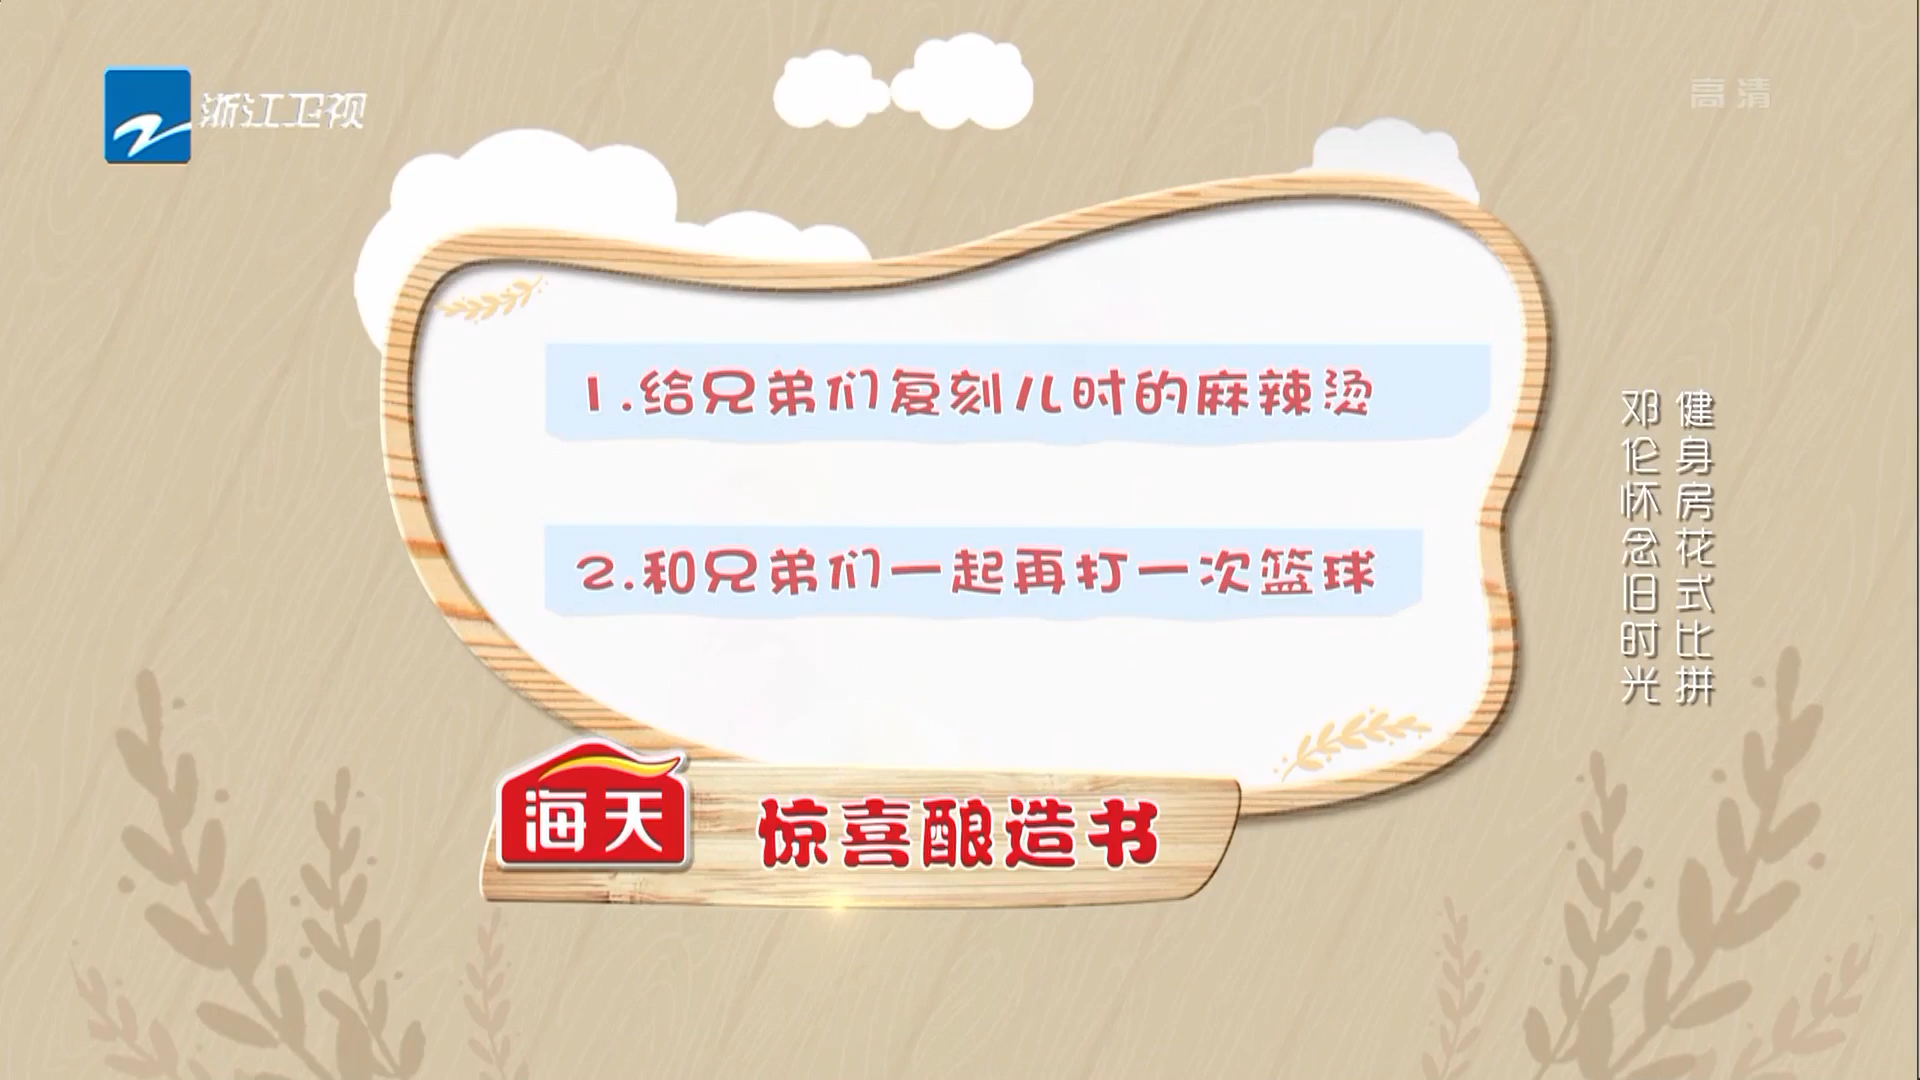 浙江卫视
高清
1.给兄弟们复刻儿时的麻辣烫
2.和兄弟们一起再打一次篮球
健身房花式比拼
邓伦怀念旧时光
海天
惊喜酿造书